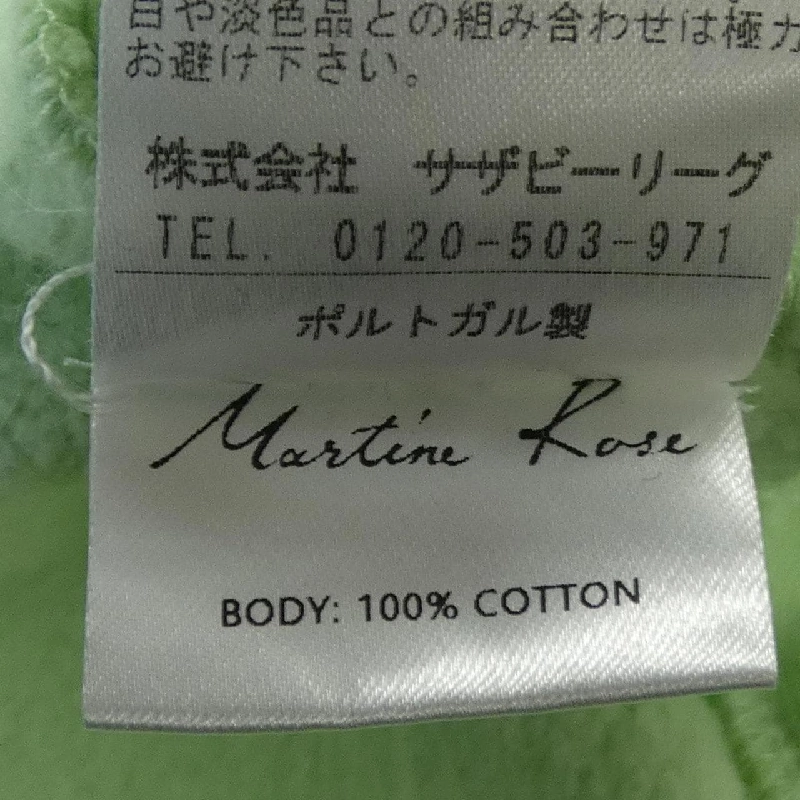 白や淡色品との組み合わせは極力
お避け下さい。
株式会社　サザビーリーグ
TEL. 0120-503-971
ポルトガル製
Martine Rose
BODY: 100% COTTON